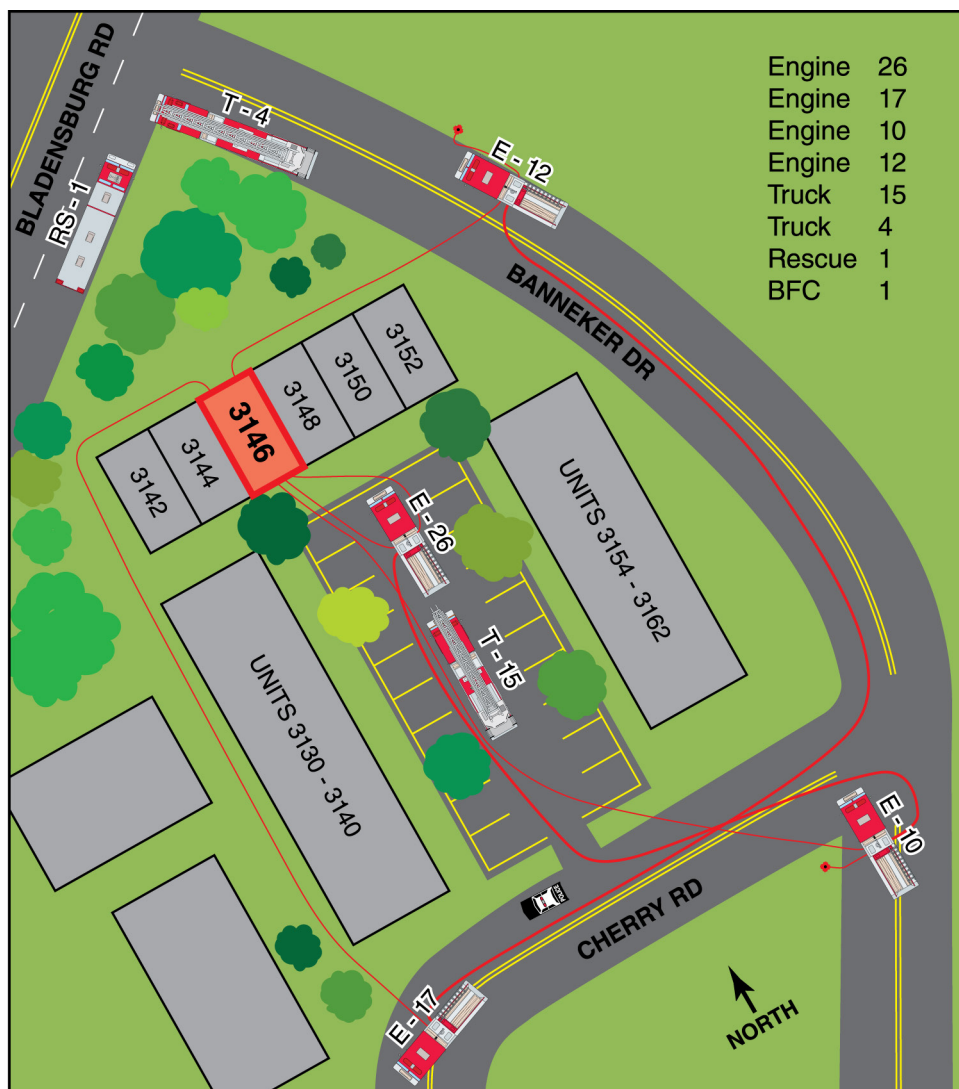 BLADENSBURG RD
T - 4
RS - 1
E - 12
BANNEKER DR
Engine 26
Engine 17
Engine 10
Engine 12
Truck 15
Truck 4
Rescue 1
BFC 1
3152
3150
3148
3146
3144
3142
E - 26
T - 15
UNITS 3154 - 3162
UNITS 3130 - 3140
E - 10
POLICE
CHERRY RD
E - 17
NORTH